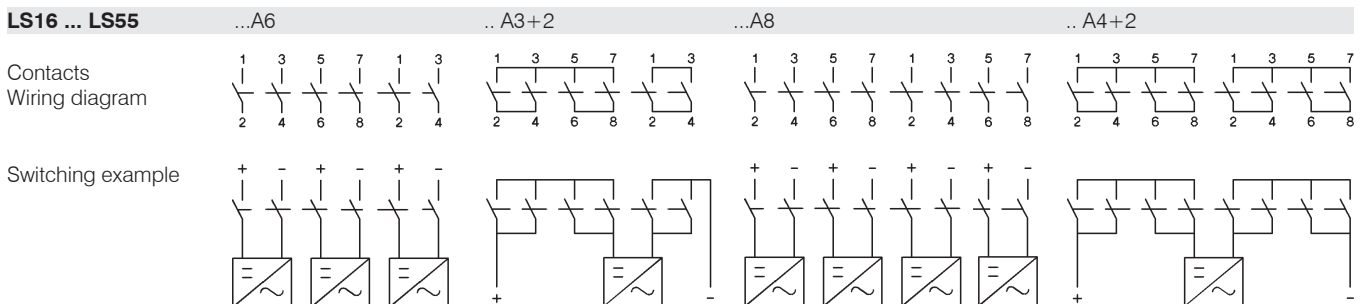 LS16 ... LS55 ...A6 .. A3+2 ...A8 .. A4+2
Contacts
Wiring diagram
1 3 5 7 1 3 1 3 5 7 1 3 1 3 5 7 1 3 5 7 1 3 5 7 1 3 5 7
2 4 6 8 2 4 2 4 6 8 2 4 2 4 6 8 2 4 6 8 2 4 6 8 2 4 6 8
Switching example
+ - + - + - + - + - + - + -
= ~ = ~ = ~ = ~ = ~ = ~ = ~ = ~ = ~
+ - + -